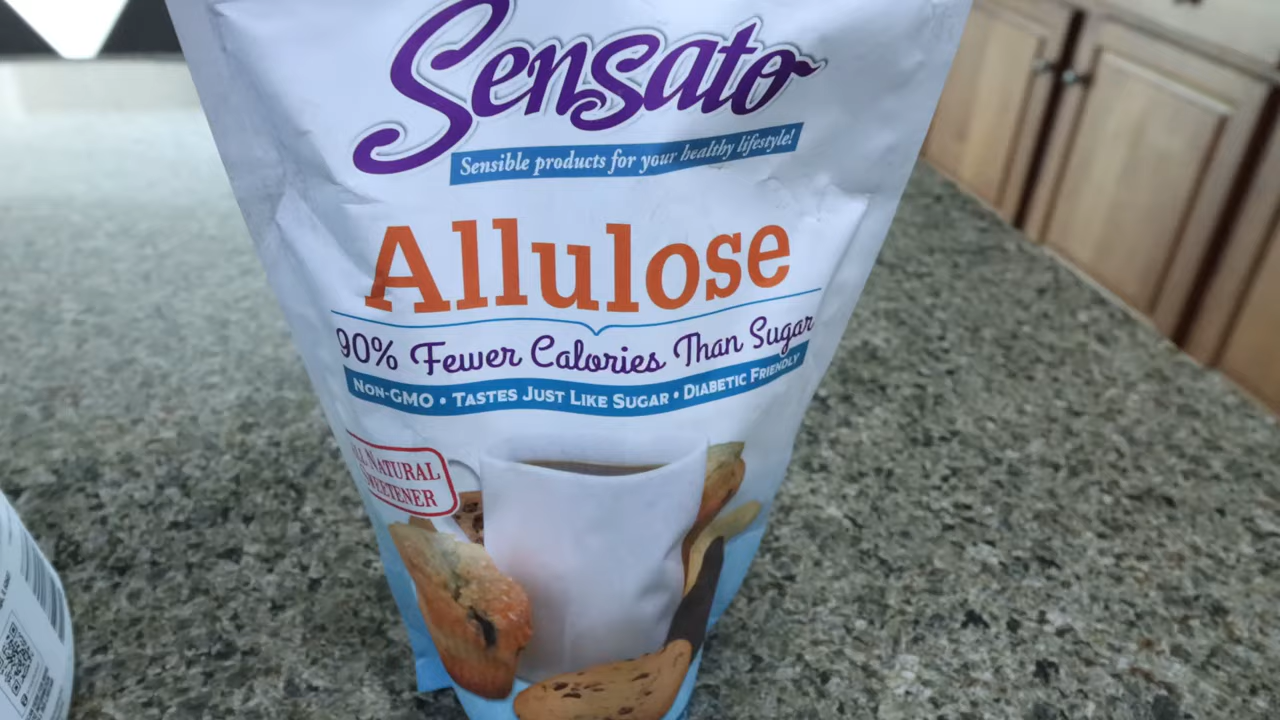 Sensato
Sensible products for your healthy lifestyle!
Allulose
90% Fewer Calories Than Sugar
NON-GMO • TASTES JUST LIKE SUGAR • DIABETIC FRIENDLY
NATURAL
SWEETENER